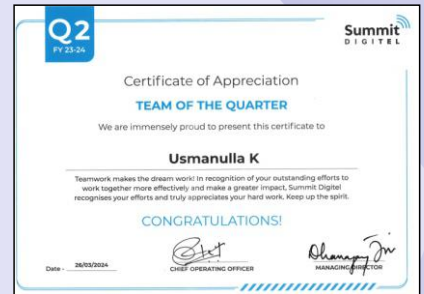 Q2
FY 23-24
Summit
DIGITEL
Certificate of Appreciation
TEAM OF THE QUARTER
We are immensely proud to present this certificate to
Usmanulla K
Teamwork makes the dream work! In recognition of your outstanding efforts to
work together more effectively and make a greater impact, Summit Digitel
recognises your efforts and truly appreciates your hard work. Keep up the spirit.
CONGRATULATIONS!
Date - 26/03/2024
CHIEF OPERATING OFFICER
MANAGING DIRECTOR